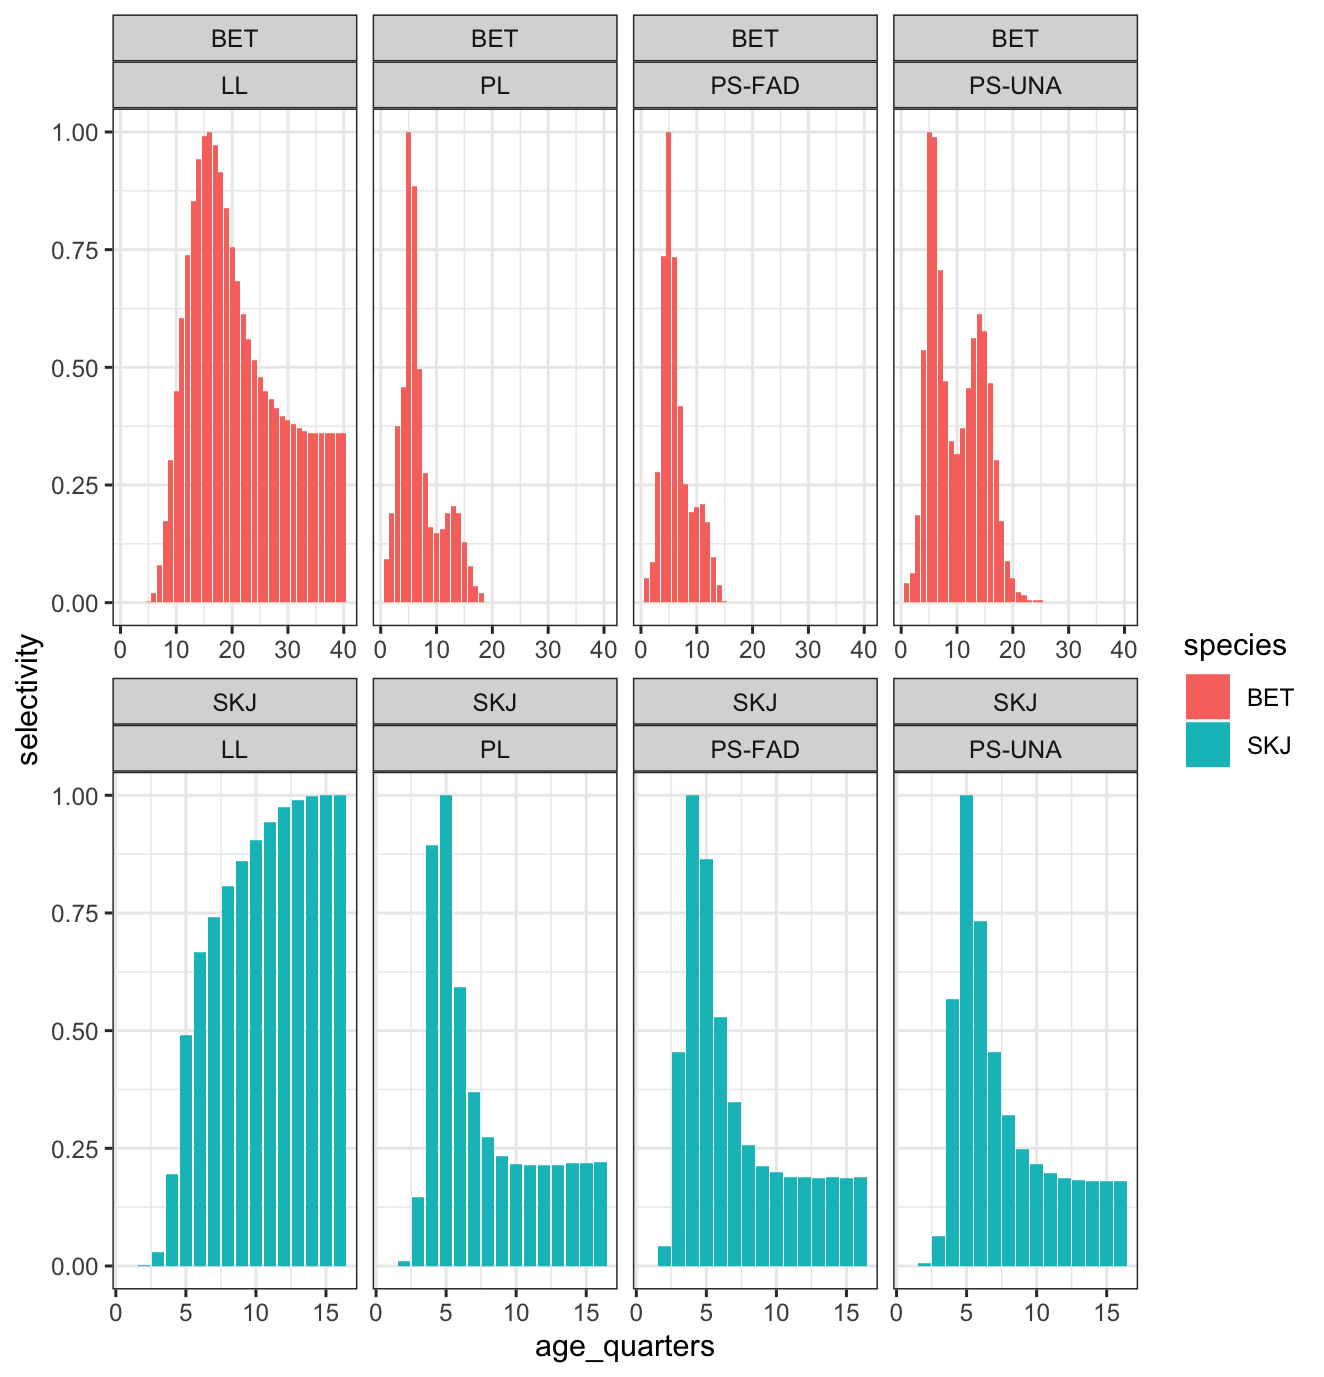 BET BET BET BET
LL PL PS-FAD PS-UNA
1.00
0.75
0.50
0.25
0.00
0 10 20 30 40 0 10 20 30 40 0 10 20 30 40 0 10 20 30 40
selectivity
species
BET
SKJ
SKJ SKJ SKJ SKJ
LL PL PS-FAD PS-UNA
1.00
0.75
0.50
0.25
0.00
0 5 10 15 0 5 10 15 0 5 10 15 0 5 10 15
age_quarters